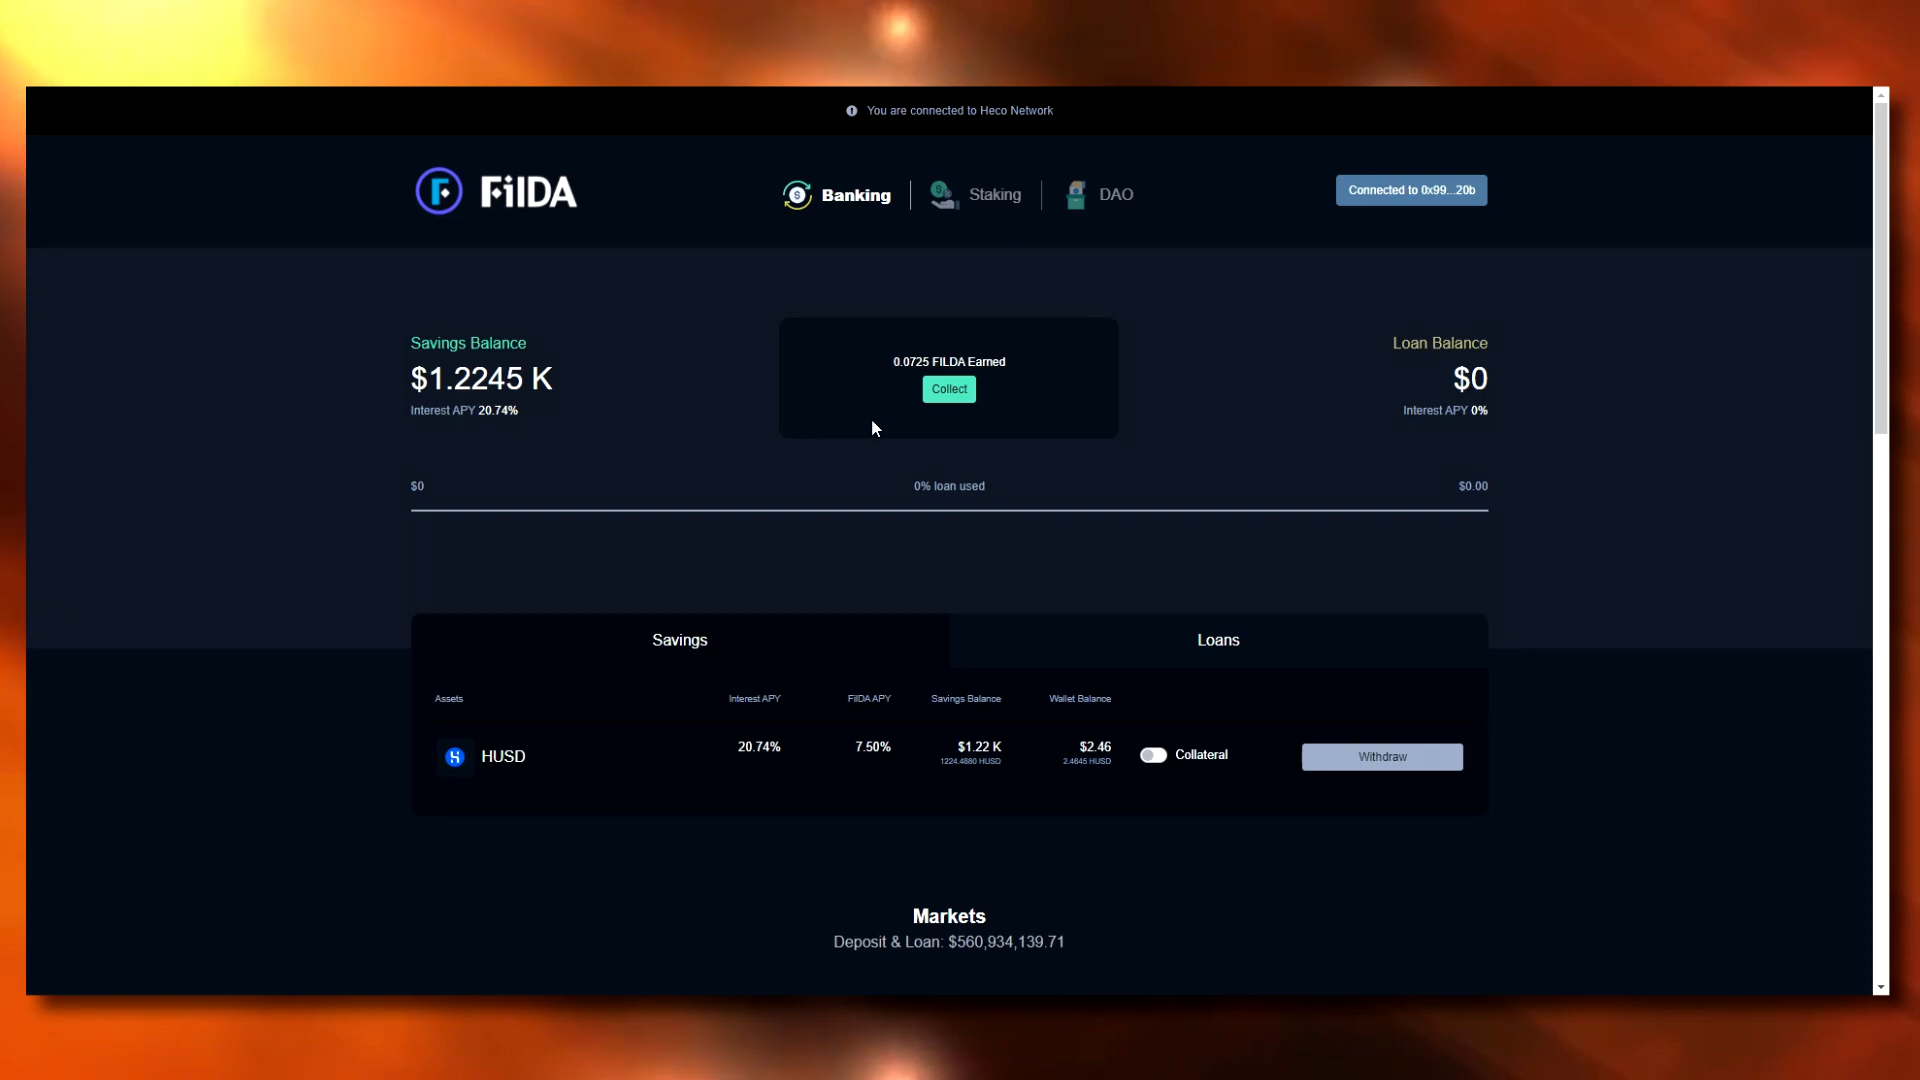 You are connected to Heco Network
FilDA
Banking
Staking
DAO
Connected to 0x99...20b
Savings Balance
$1.2245 K
Interest APY 20.74%
0.0725 FILDA Earned
Collect
Loan Balance
$0
Interest APY 0%
$0
0% loan used
$0.00
Savings
Loans
Assets
Interest APY
FilDA APY
Savings Balance
Wallet Balance
HUSD
20.74%
7.50%
$1.22 K
1224.4880 HUSD
$2.46
2.4645 HUSD
Collateral
Withdraw
Markets
Deposit & Loan: $560,934,139.71